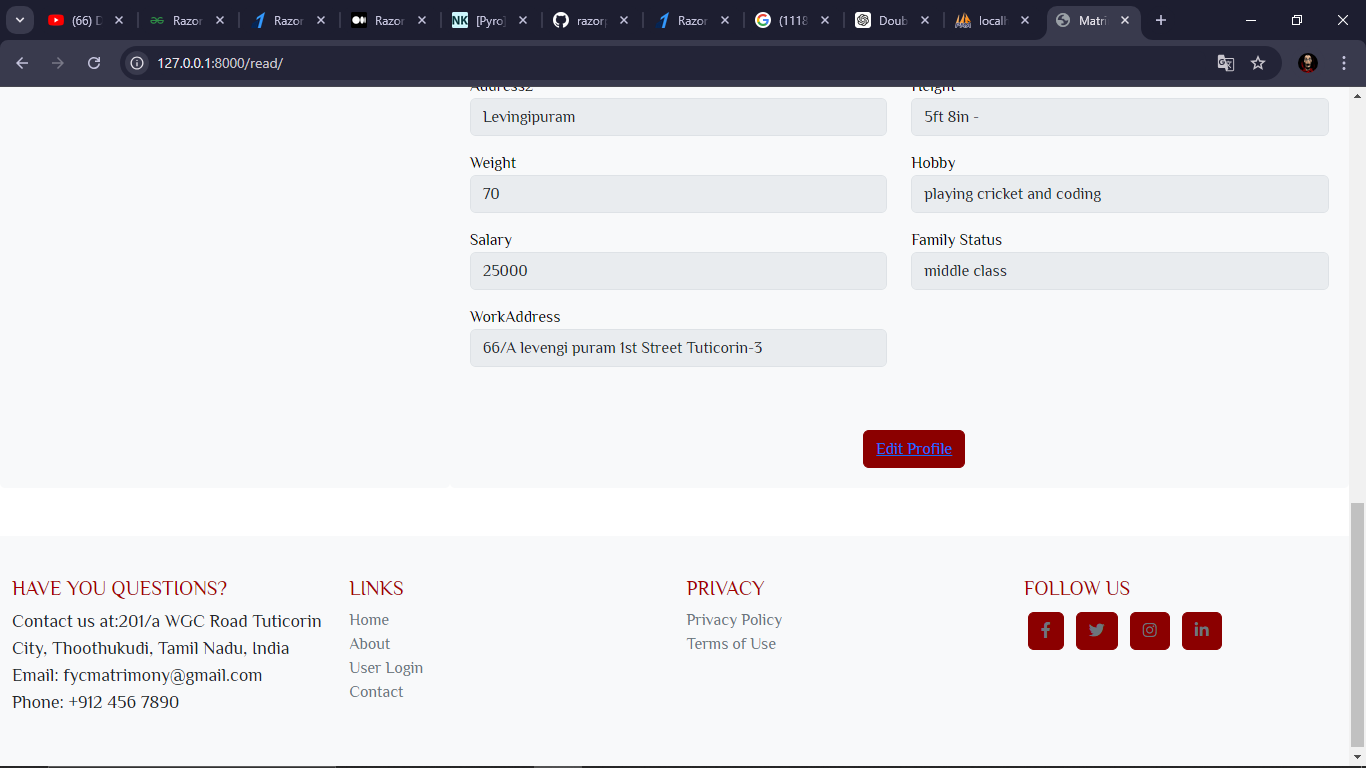 (66) D
Razor
Razor
Razor
NK [Pyro]
razorp
Razor
(1118
Doub
localh
Matri
127.0.0.1:8000/read/
Address2 Height
Levingipuram 5ft 8in -
Weight Hobby
70 playing cricket and coding
Salary Family Status
25000 middle class
WorkAddress
66/A levengi puram 1st Street Tuticorin-3
Edit Profile
HAVE YOU QUESTIONS?
Contact us at:201/a WGC Road Tuticorin
City, Thoothukudi, Tamil Nadu, India
Email: fycmatrimony@gmail.com
Phone: +912 456 7890
LINKS
Home
About
User Login
Contact
PRIVACY
Privacy Policy
Terms of Use
FOLLOW US